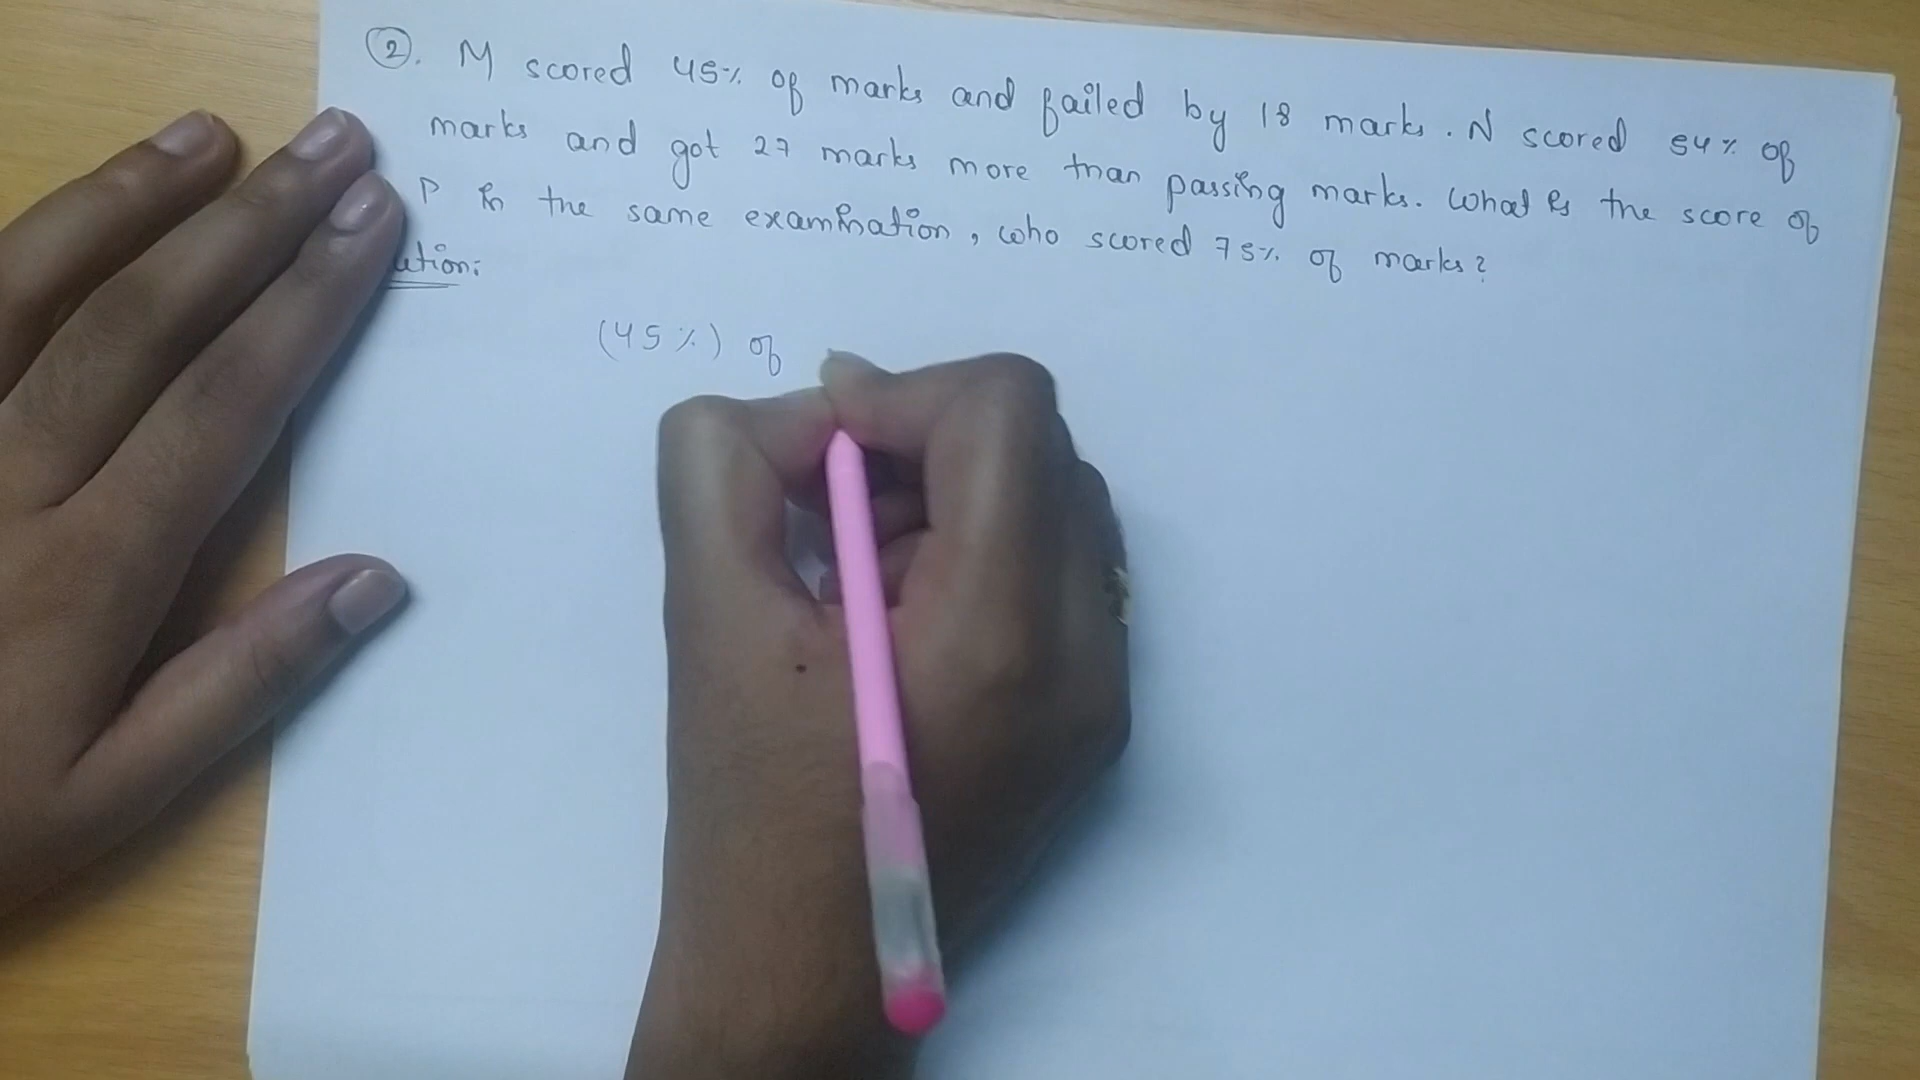 2. M scored 45% of marks and failed by 18 marks. N scored 54% of
marks and got 27 marks more than passing marks. What is the score of
P in the same examination, who scored 75% of marks?
ution:
(45%) of